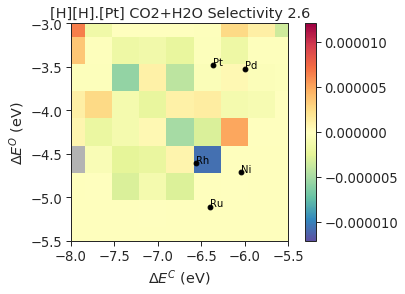 [H][H].[Pt] CO2+H2O Selectivity 2.6
−3.0
−3.5
−4.0
−4.5
−5.0
−5.5
ΔE^O (eV)
Pt
Pd
Rh
Ni
Ru
−8.0 −7.5 −7.0 −6.5 −6.0 −5.5
ΔE^C (eV)
0.000010
0.000005
0.000000
−0.000005
−0.000010